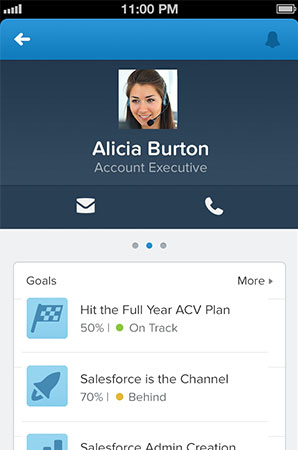 11:00 PM
Alicia Burton
Account Executive
Goals More
Hit the Full Year ACV Plan
50% | On Track
Salesforce is the Channel
70% | Behind
Salesforce Admin Creation